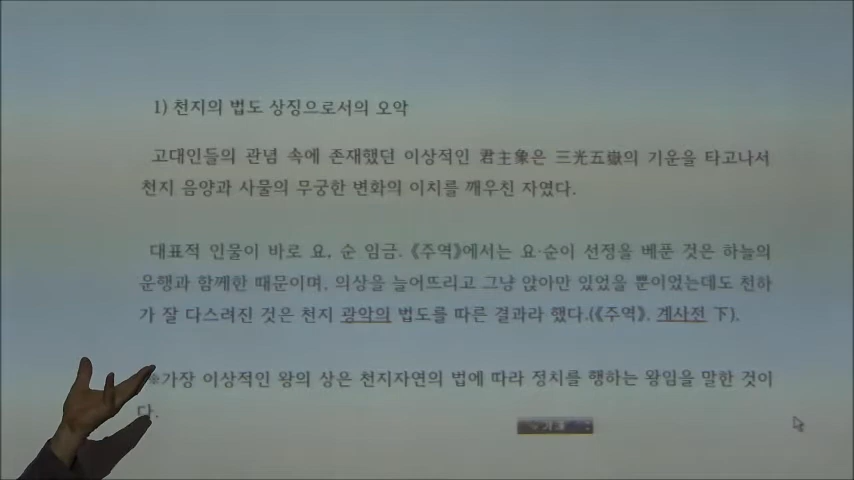 1) 천지의 법도 상징으로서의 오악
고대인들의 관념 속에 존재했던 이상적인 君主象은 三光五嶽의 기운을 타고나서
천지 음양과 사물의 무궁한 변화의 이치를 깨우친 자였다.
대표적 인물이 바로 요, 순 임금. 《주역》에서는 요·순이 선정을 베푼 것은 하늘의
운행과 함께한 때문이며, 의상을 늘어뜨리고 그냥 앉아만 있었을 뿐이었는데도 천하
가 잘 다스려진 것은 천지 광악의 법도를 따른 결과라 했다.(《주역》, 계사전 下).
※가장 이상적인 왕의 상은 천지자연의 법에 따라 정치를 행하는 왕임을 말한 것이
다.